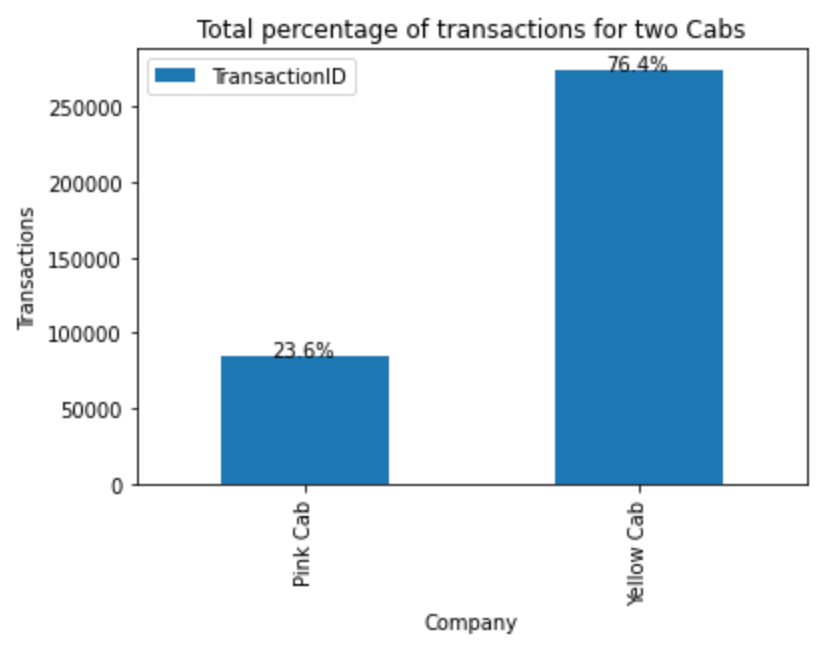 Total percentage of transactions for two Cabs
TransactionID
76.4%
23.6%
250000
200000
150000
100000
50000
0
Transactions
Pink Cab
Yellow Cab
Company